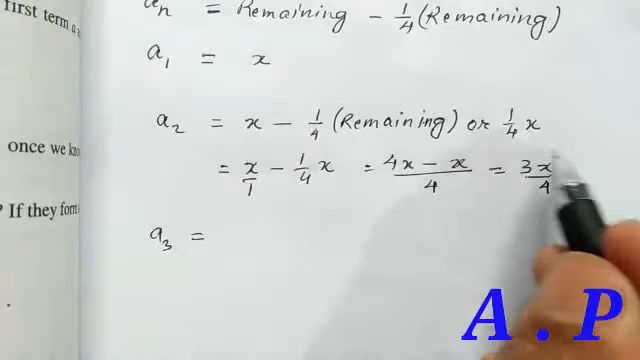 first term a
aₙ = Remaining - 1/4 (Remaining)
a₁ = x
a₂ = x - 1/4 (Remaining) or 1/4 x
once we
= x/1 - 1/4 x = 4x - x/4 = 3x/4
? If they form
a₃ =
A . P